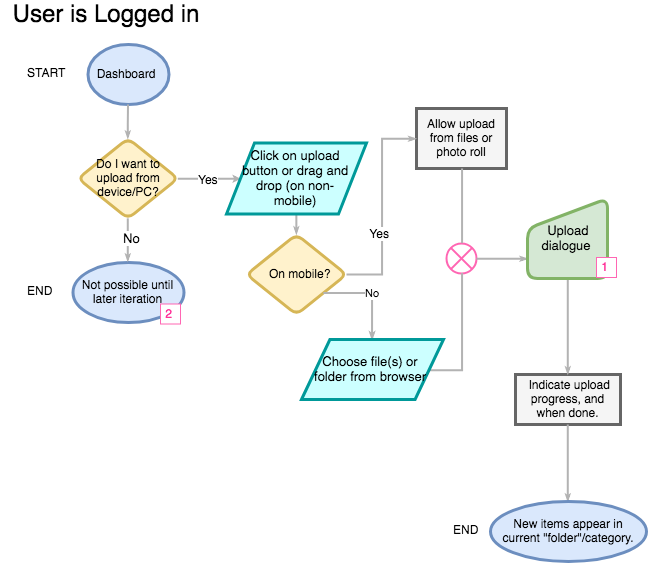 User is Logged in
START
Dashboard
Do I want to
upload from
device/PC?
Yes
Click on upload
button or drag and
drop (on non-
mobile)
Allow upload
from files or
photo roll
No
Yes
On mobile?
No
Upload
dialogue
1
END
Not possible until
later iteration
2
Choose file(s) or
folder from browser
Indicate upload
progress, and
when done.
END
New items appear in
current "folder"/category.